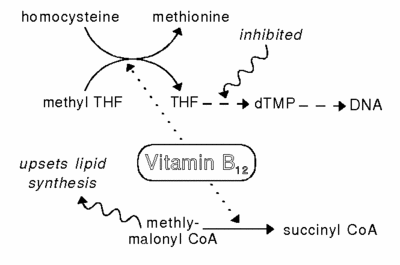 homocysteine methionine
inhibited
methyl THF THF dTMP DNA
Vitamin B12
upsets lipid
synthesis
methly-
malonyl CoA succinyl CoA